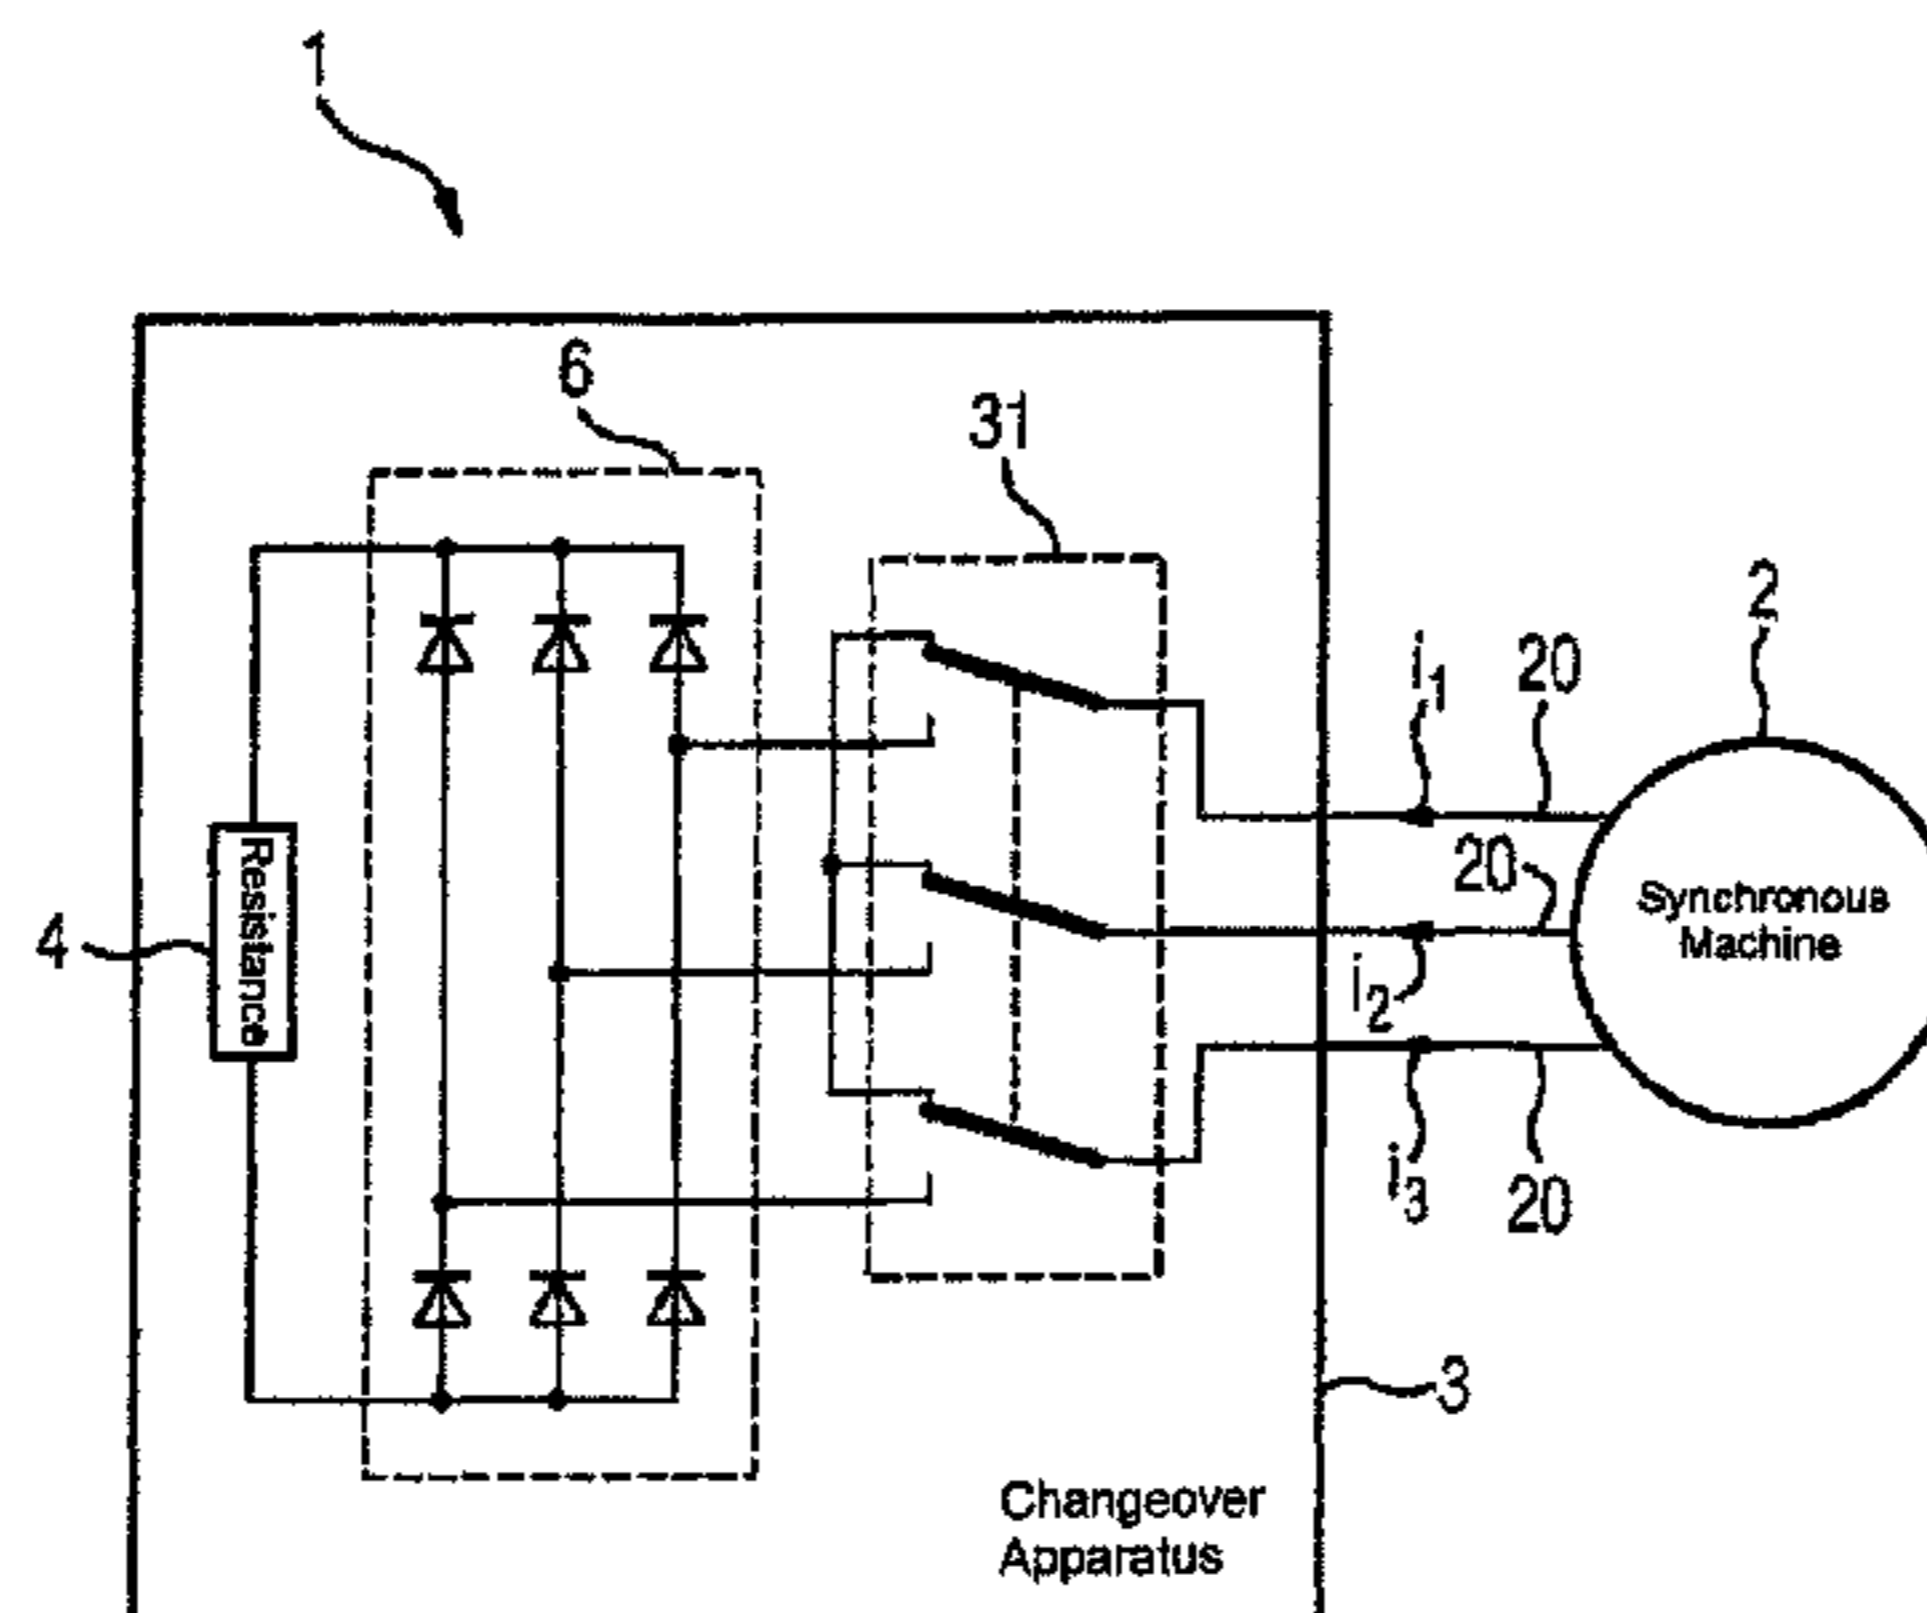 1
6
31
2
i1
20
20
Resistance
4
Synchronous
Machine
i2
i3
20
3
Changeover
Apparatus